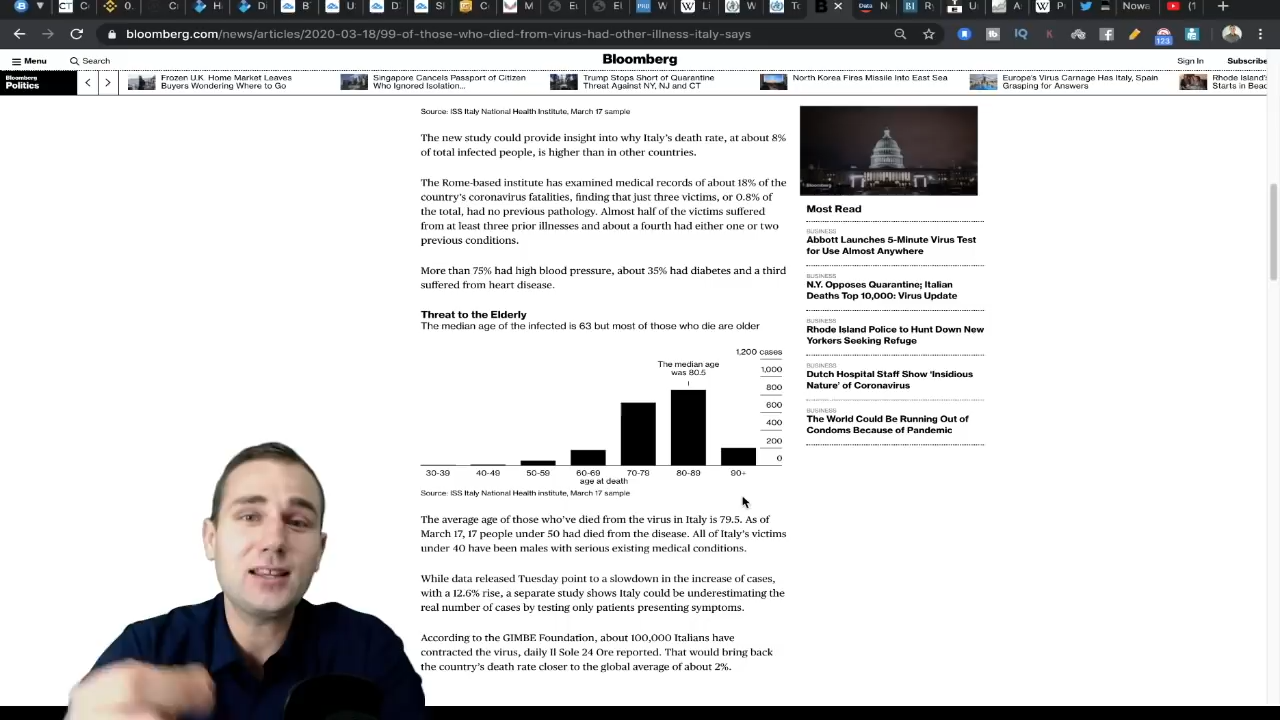 bloomberg.com/news/articles/2020-03-18/99-of-those-who-died-from-virus-had-other-illness-italy-says
123
Menu
Search
Bloomberg
Sign In
Subscribe
Bloomberg
Politics
Frozen U.K. Home Market Leaves
Buyers Wondering Where to Go
Singapore Cancels Passport of Citizen
Who Ignored Isolation...
Trump Stops Short of Quarantine
Threat Against NY, NJ and CT
North Korea Fires Missile Into East Sea
Europe's Virus Carnage Has Italy, Spain
Grasping for Answers
Rhode Island's
Starts in Beac
Source: ISS Italy National Health Institute, March 17 sample
The new study could provide insight into why Italy's death rate, at about 8%
of total infected people, is higher than in other countries.
The Rome-based institute has examined medical records of about 18% of the
country's coronavirus fatalities, finding that just three victims, or 0.8% of
the total, had no previous pathology. Almost half of the victims suffered
from at least three prior illnesses and about a fourth had either one or two
previous conditions.
More than 75% had high blood pressure, about 35% had diabetes and a third
suffered from heart disease.
Threat to the Elderly
The median age of the infected is 63 but most of those who die are older
1,200 cases
The median age
was 80.5
1,000
800
600
400
200
0
30-39 40-49 50-59 60-69 70-79 80-89 90+
age at death
Source: ISS Italy National Health institute, March 17 sample
The average age of those who've died from the virus in Italy is 79.5. As of
March 17, 17 people under 50 had died from the disease. All of Italy's victims
under 40 have been males with serious existing medical conditions.
While data released Tuesday point to a slowdown in the increase of cases,
with a 12.6% rise, a separate study shows Italy could be underestimating the
real number of cases by testing only patients presenting symptoms.
According to the GIMBE Foundation, about 100,000 Italians have
contracted the virus, daily Il Sole 24 Ore reported. That would bring back
the country's death rate closer to the global average of about 2%.
Bloomberg
Most Read
BUSINESS
Abbott Launches 5-Minute Virus Test
for Use Almost Anywhere
BUSINESS
N.Y. Opposes Quarantine; Italian
Deaths Top 10,000: Virus Update
BUSINESS
Rhode Island Police to Hunt Down New
Yorkers Seeking Refuge
BUSINESS
Dutch Hospital Staff Show 'Insidious
Nature' of Coronavirus
BUSINESS
The World Could Be Running Out of
Condoms Because of Pandemic